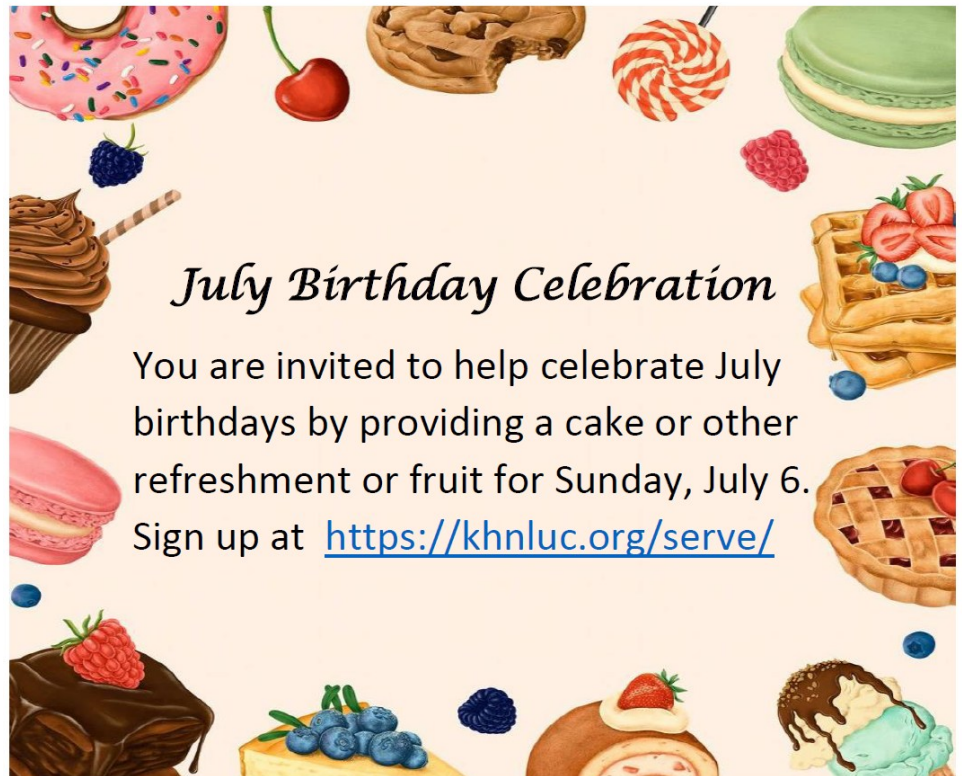 July Birthday Celebration
You are invited to help celebrate July
birthdays by providing a cake or other
refreshment or fruit for Sunday, July 6.
Sign up at https://khnluc.org/serve/